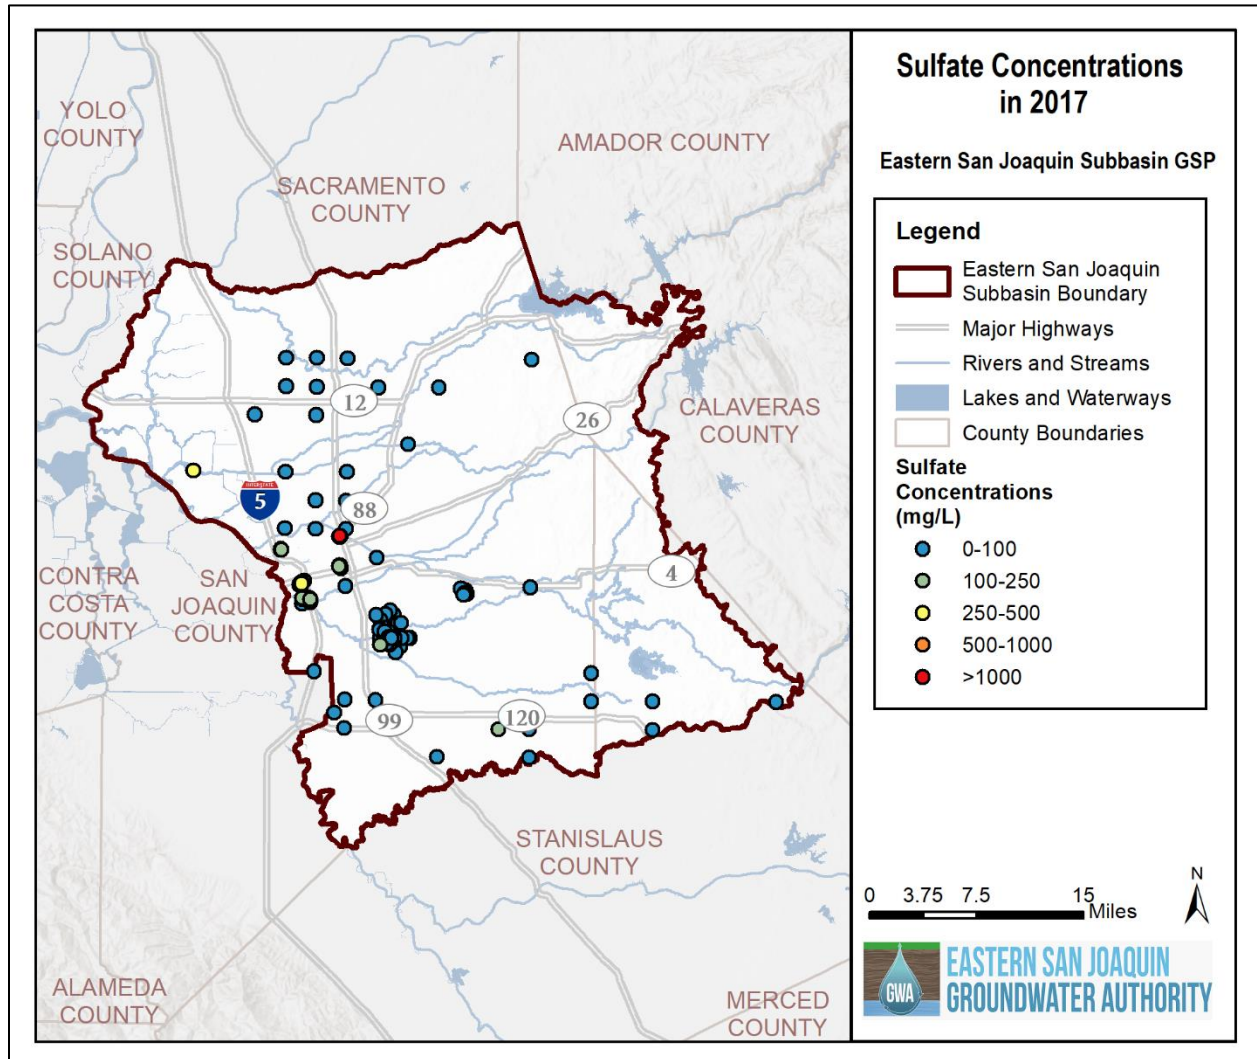 YOLO
COUNTY
AMADOR COUNTY
SACRAMENTO
COUNTY
SOLANO
COUNTY
12
26
CALAVERAS
COUNTY
INTERSTATE
5
88
4
CONTRA
COSTA
COUNTY
SAN
JOAQUIN
COUNTY
99
120
STANISLAUS
COUNTY
ALAMEDA
COUNTY
MERCED
COUNTY
Sulfate Concentrations
in 2017
Eastern San Joaquin Subbasin GSP
Legend
Eastern San Joaquin
Subbasin Boundary
Major Highways
Rivers and Streams
Lakes and Waterways
County Boundaries
Sulfate
Concentrations
(mg/L)
0-100
100-250
250-500
500-1000
>1000
N
0 3.75 7.5 15
Miles
GWA
EASTERN SAN JOAQUIN
GROUNDWATER AUTHORITY